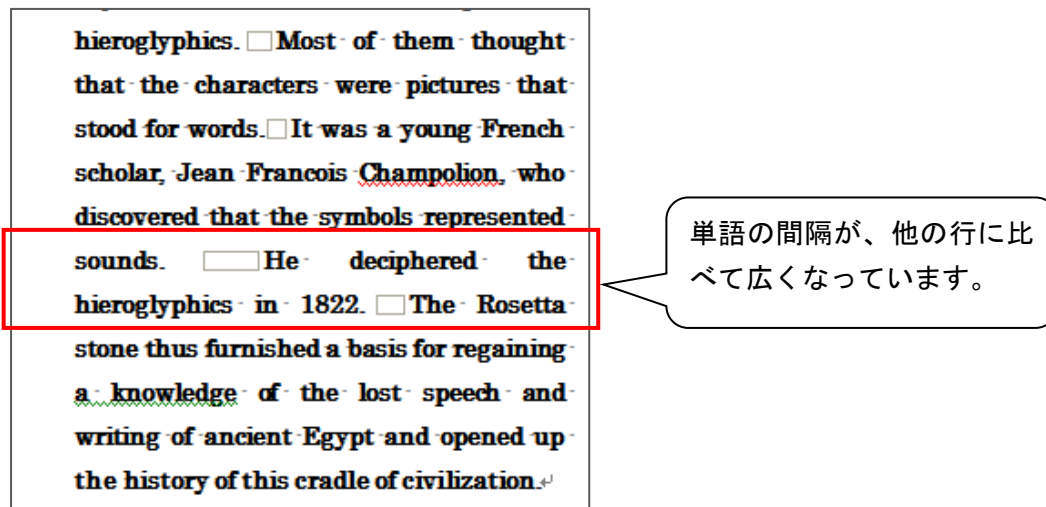 hieroglyphics. □Most of them thought
that the characters were pictures that
stood for words.□It was a young French
scholar, Jean Francois Champolion, who
discovered that the symbols represented
sounds. □He deciphered the
hieroglyphics in 1822. □The Rosetta
stone thus furnished a basis for regaining
a knowledge of the lost speech and
writing of ancient Egypt and opened up
the history of this cradle of civilization.↵
単語の間隔が、他の行に比
べて広くなっています。